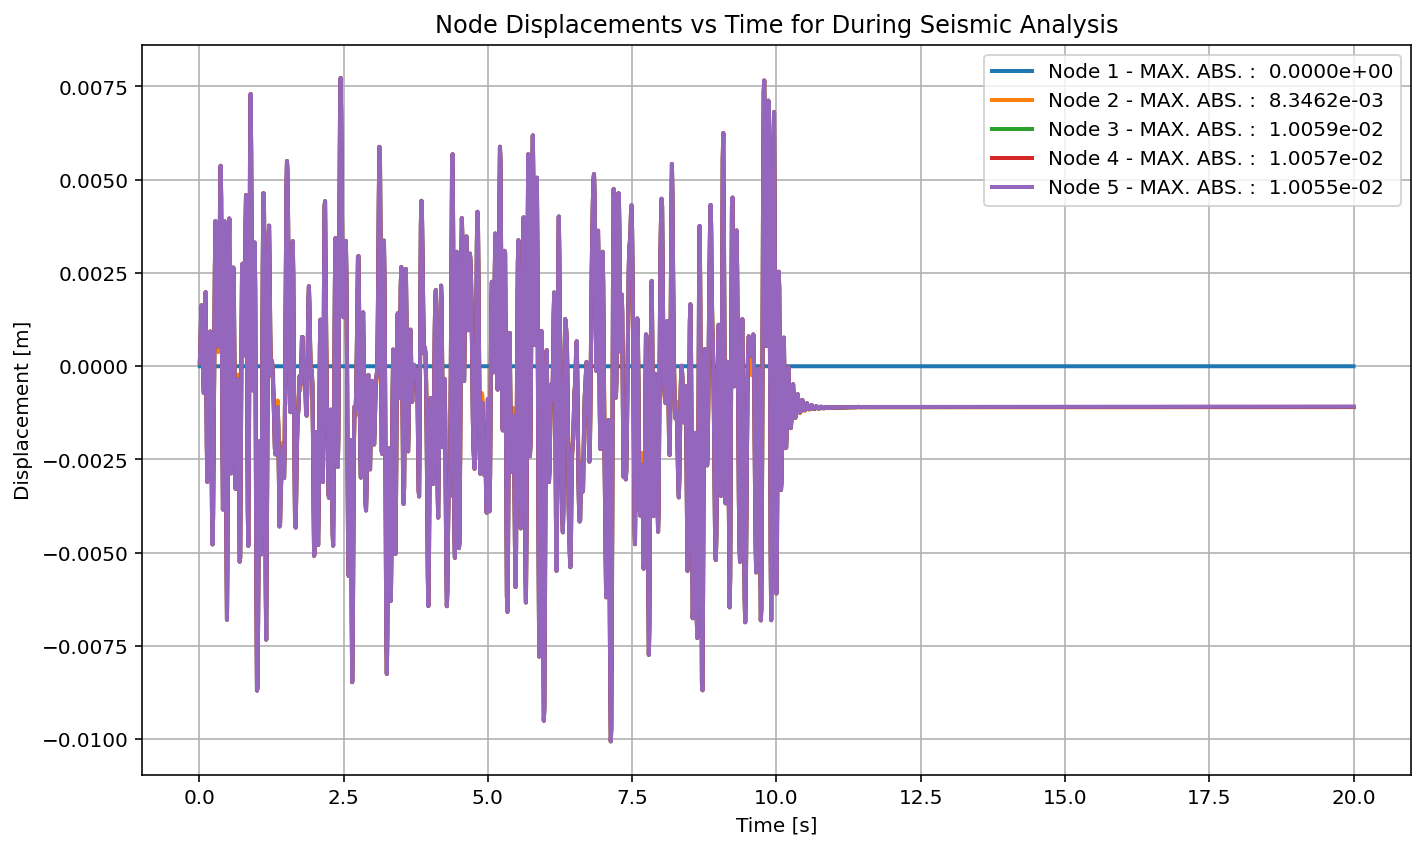 Node Displacements vs Time for During Seismic Analysis
Node 1 - MAX. ABS. :  0.0000e+00
Node 2 - MAX. ABS. :  8.3462e-03
Node 3 - MAX. ABS. :  1.0059e-02
Node 4 - MAX. ABS. :  1.0057e-02
Node 5 - MAX. ABS. :  1.0055e-02
Displacement [m]
0.0075
0.0050
0.0025
0.0000
−0.0025
−0.0050
−0.0075
−0.0100
0.0 2.5 5.0 7.5 10.0 12.5 15.0 17.5 20.0
Time [s]